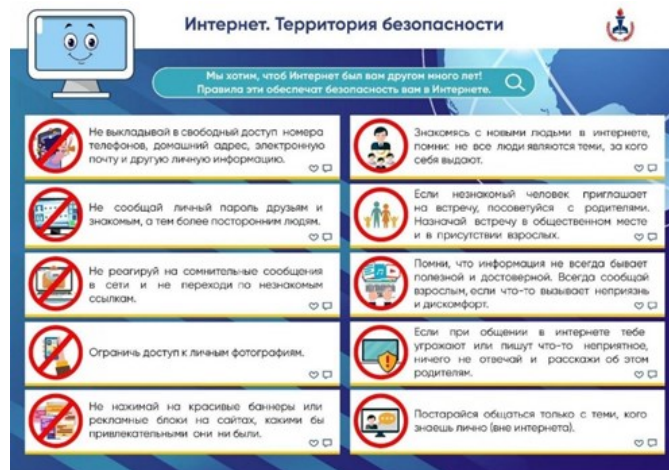 Интернет. Территория безопасности
Мы хотим, чтоб Интернет был вам другом много лет!
Правила эти обеспечат безопасность вам в Интернете.
Не выкладывай в свободный доступ номера
телефонов, домашний адрес, электронную
почту и другую личную информацию.
Не сообщай личный пароль друзьям и
знакомым, а тем более посторонним людям.
Не реагируй на сомнительные сообщения
в сети и не переходи по незнакомым
ссылкам.
Ограничь доступ к личным фотографиям.
Не нажимай на красивые баннеры или
рекламные блоки на сайтах, какими бы
привлекательными они ни были.
Знакомясь с новыми людьми в интернете,
помни: не все люди являются теми, за кого
себя выдают.
Если незнакомый человек приглашает
на встречу, посоветуйся с родителями.
Назначай встречу в общественном месте
и в присутствии взрослых.
Помни, что информация не всегда бывает
полезной и достоверной. Всегда сообщай
взрослым, если что-то вызывает неприязнь
и дискомфорт.
Если при общении в интернете тебе
угрожают или пишут что-то неприятное,
ничего не отвечай и расскажи об этом
родителям.
Постарайся общаться только с теми, кого
знаешь лично (вне интернета).